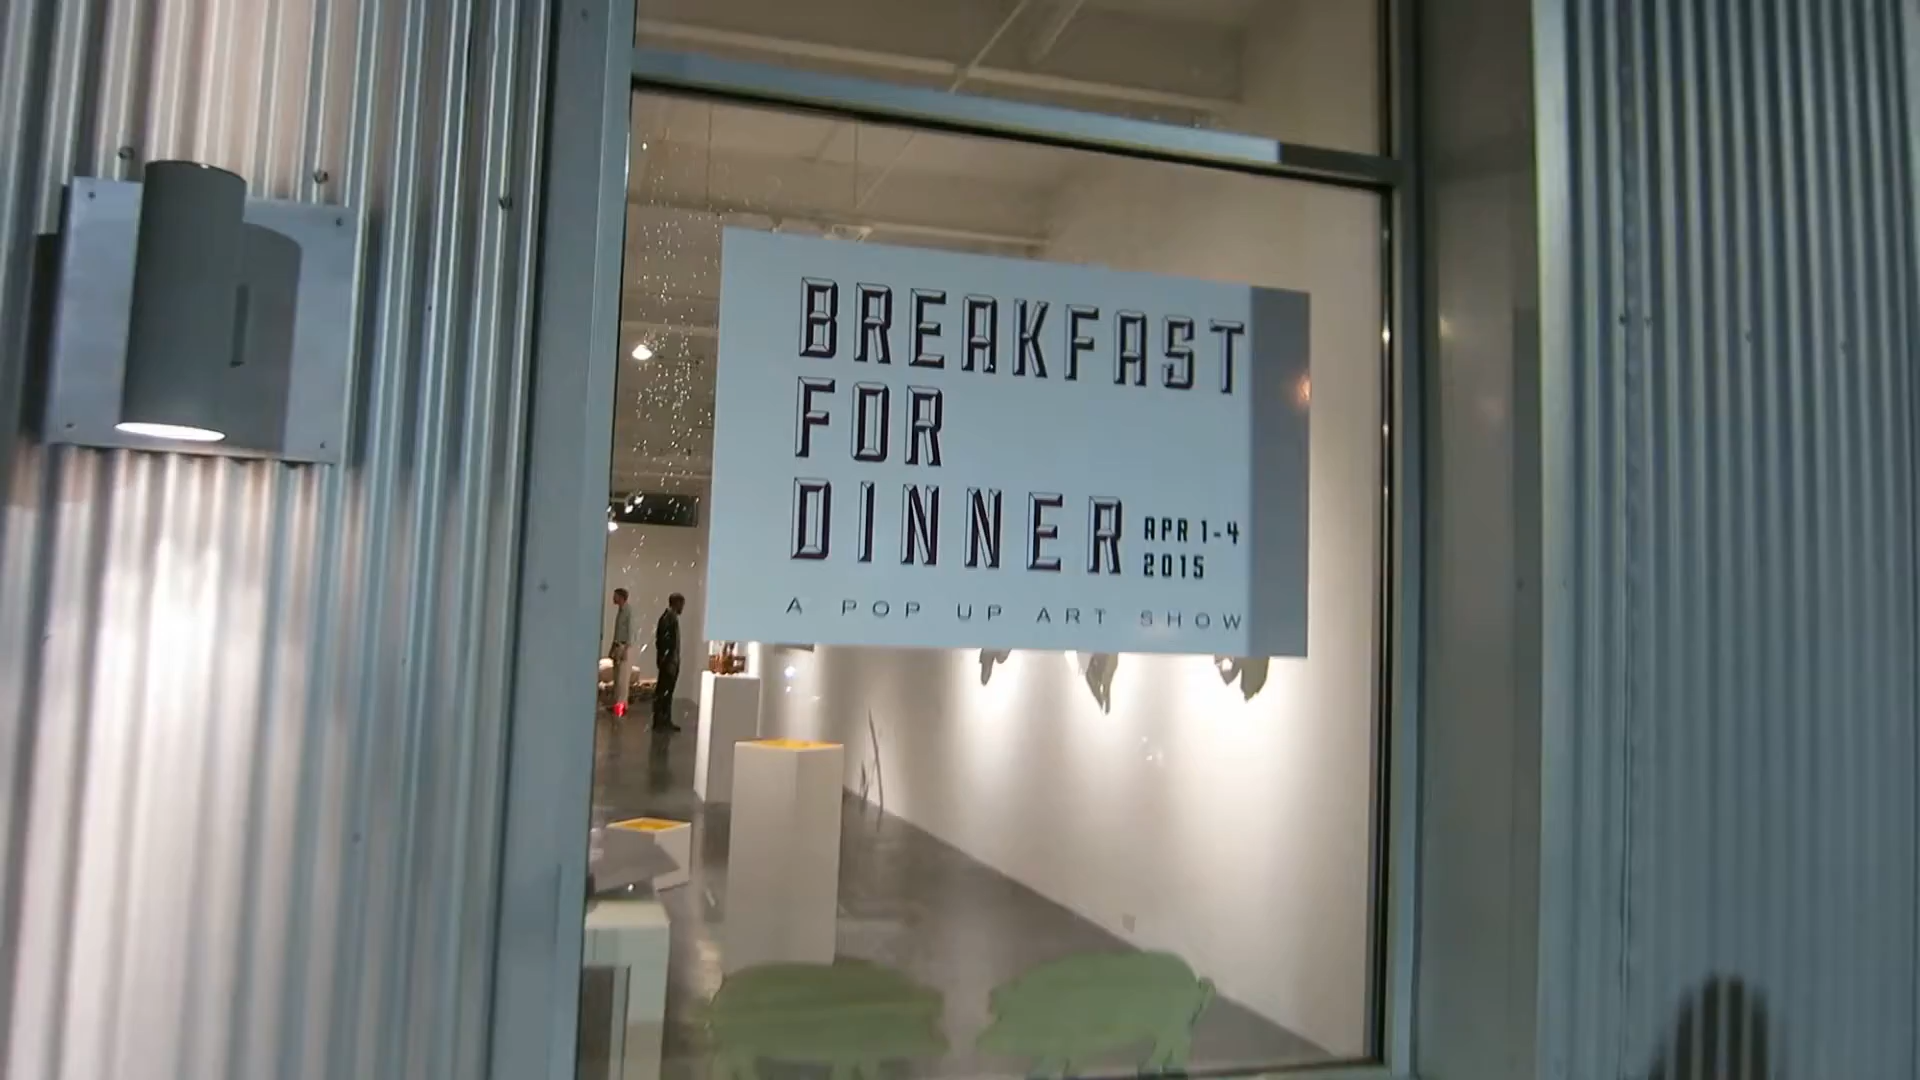 BREAKFAST
FOR
DINNER
APR 1-4
2015
A POP UP ART SHOW